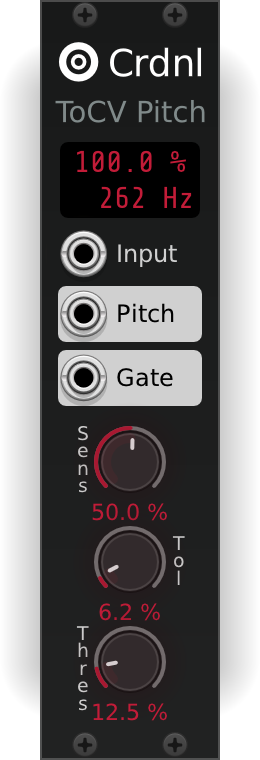 Crdnl
ToCV Pitch
100.0 %
262 Hz
Input
Pitch
Gate
Sens
50.0 %
Tol
6.2 %
Thres
12.5 %